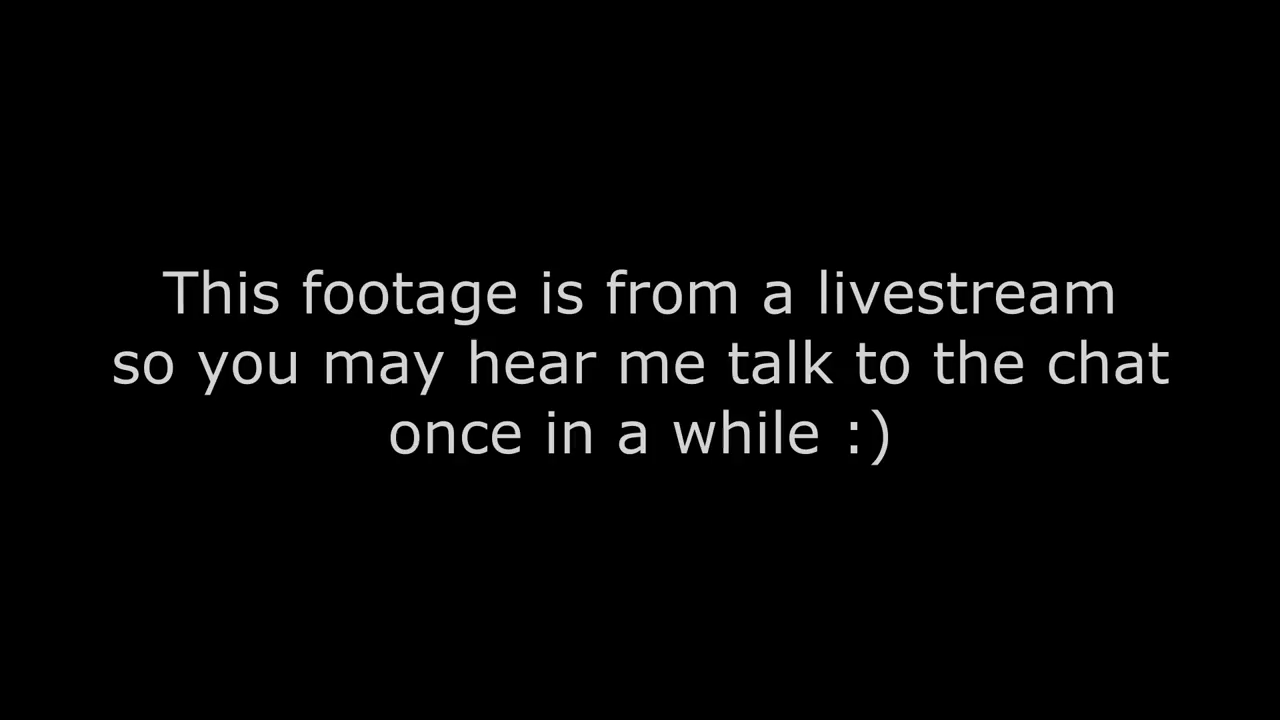 This footage is from a livestream
so you may hear me talk to the chat
once in a while :)